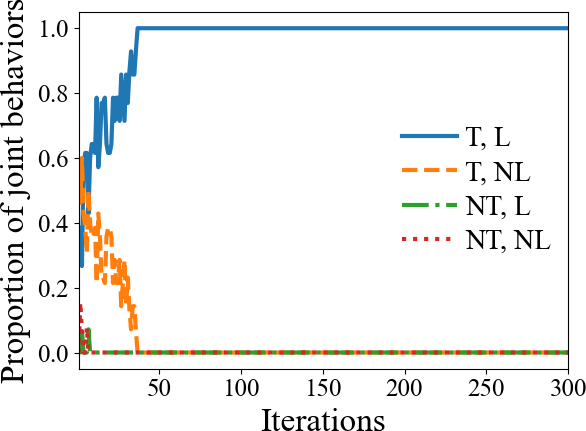 Proportion of joint behaviors
1.0
0.8
0.6
0.4
0.2
0.0
T, L
T, NL
NT, L
NT, NL
50
100
150
200
250
300
Iterations